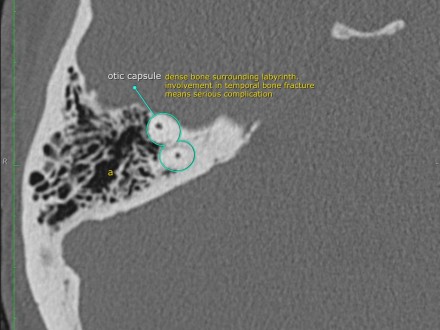 otic capsule
dense bone surrounding labyrinth.
involvement in temporal bone fracture
means serious complication
a
R